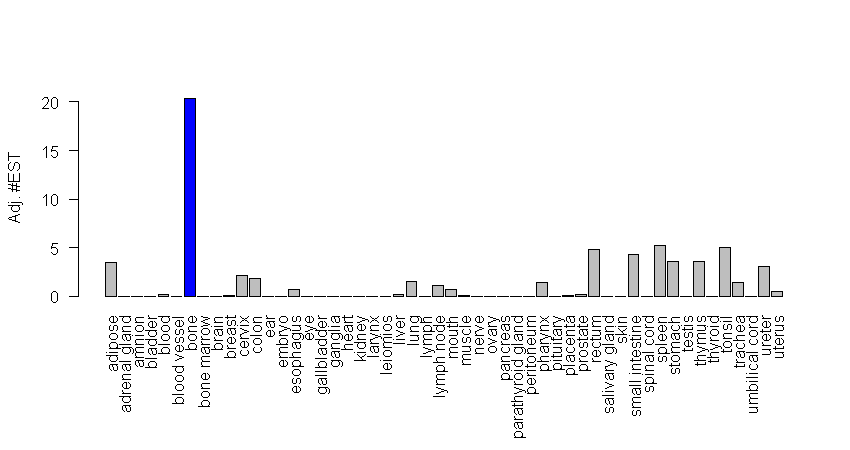 Adj. #EST
20
15
10
5
0
adipose
adrenal gland
amnion
bladder
blood
blood vessel
bone
bone marrow
brain
breast
cervix
colon
ear
embryo
esophagus
eye
gallbladder
ganglia
heart
kidney
larynx
leiomios
liver
lung
lymph
lymph node
mouth
muscle
nerve
ovary
pancreas
parathyroid gland
peritoneum
pharynx
pituitary
placenta
prostate
rectum
salivary gland
skin
small intestine
spinal cord
spleen
stomach
testis
thymus
thyroid
tonsil
trachea
umbilical cord
ureter
uterus